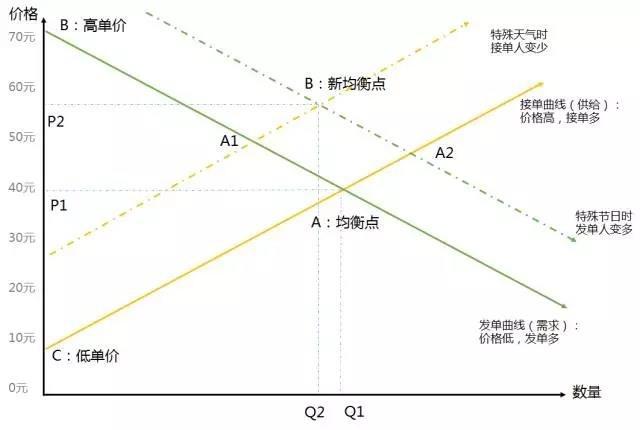 价格
B：高单价
70元
特殊天气时
接单人变少
60元
B：新均衡点
接单曲线（供给）：
价格高，接单多
P2
50元
A1
A2
40元
P1
A：均衡点
特殊节日时
发单人变多
30元
20元
10元
发单曲线（需求）：
价格低，发单多
C：低单价
0元
数量
Q2
Q1